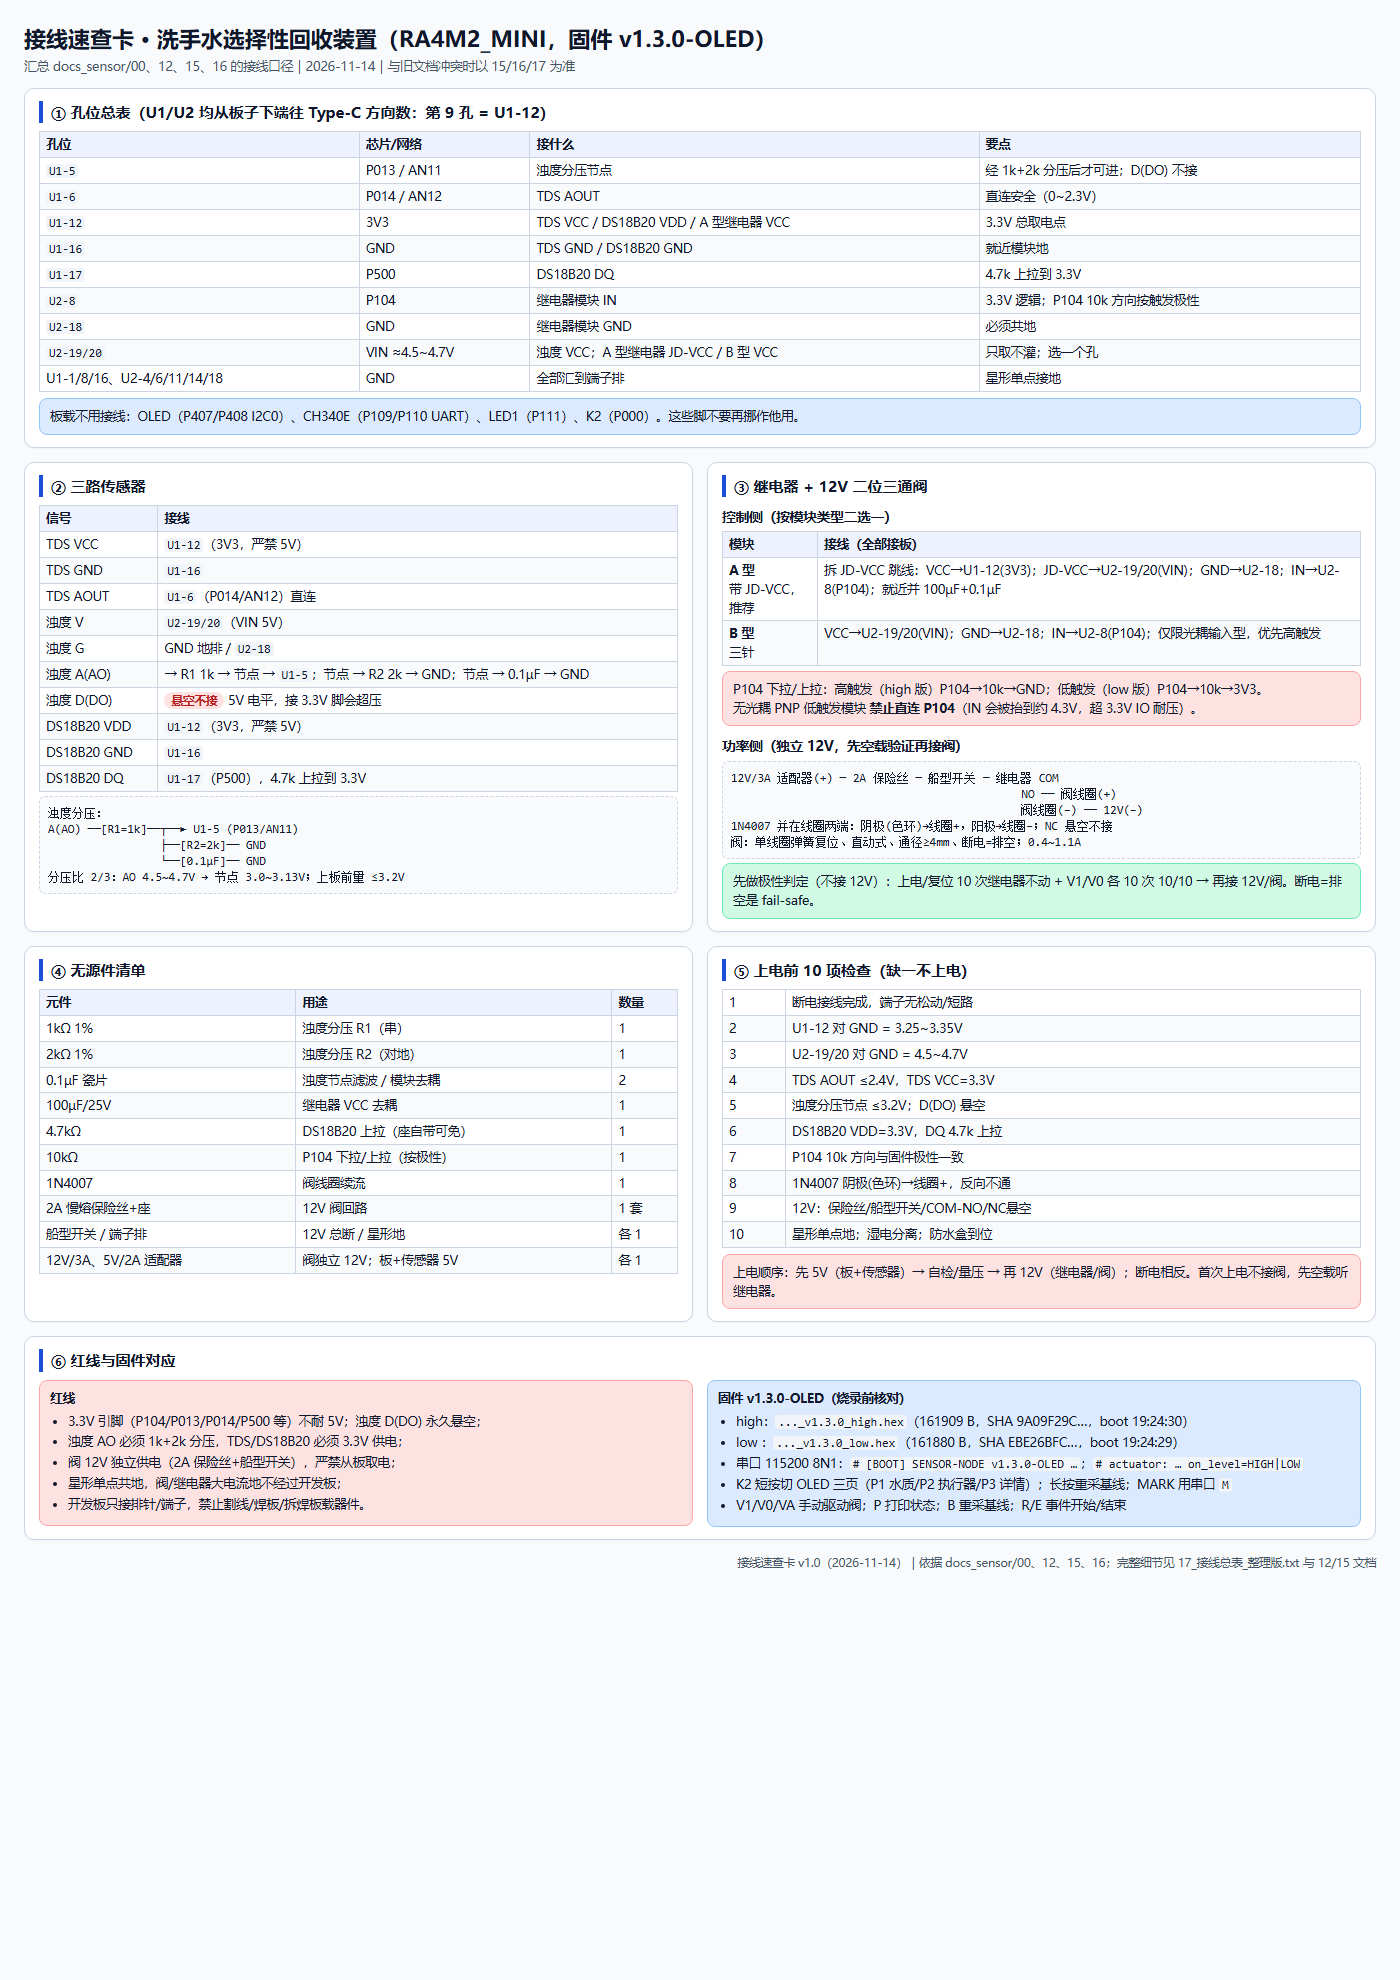 接线速查卡 • 洗手水选择性回收装置（RA4M2_MINI，固件 v1.3.0-OLED）
汇总 docs_sensor/00、12、15、16 的接线口径 | 2026-11-14 | 与旧文档冲突时以 15/16/17 为准
① 孔位总表（U1/U2 均从板子下端往 Type-C 方向数：第 9 孔 = U1-12）
孔位 芯片/网络 接什么 要点
U1-5 P013 / AN11 浊度分压节点 经 1k+2k 分压后才可进；D(DO) 不接
U1-6 P014 / AN12 TDS AOUT 直连安全（0~2.3V）
U1-12 3V3 TDS VCC / DS18B20 VDD / A 型继电器 VCC 3.3V 总取电点
U1-16 GND TDS GND / DS18B20 GND 就近模块地
U1-17 P500 DS18B20 DQ 4.7k 上拉到 3.3V
U2-8 P104 继电器模块 IN 3.3V 逻辑；P104 10k 方向按触发极性
U2-18 GND 继电器模块 GND 必须共地
U2-19/20 VIN ≈4.5~4.7V 浊度 VCC；A 型继电器 JD-VCC / B 型 VCC 只取不灌；选一个孔
U1-1/8/16、U2-4/6/11/14/18 GND 全部汇到端子排 星形单点接地
板载不用接线：OLED（P407/P408 I2C0）、CH340E（P109/P110 UART）、LED1（P111）、K2（P000）。这些脚不要再挪作他用。
② 三路传感器
信号 接线
TDS VCC U1-12（3V3，严禁 5V）
TDS GND U1-16
TDS AOUT U1-6（P014/AN12）直连
浊度 V U2-19/20（VIN 5V）
浊度 G GND 地排 / U2-18
浊度 A(AO) → R1 1k → 节点 → U1-5；节点 → R2 2k → GND；节点 → 0.1µF → GND
浊度 D(DO) 悬空不接 5V 电平，接 3.3V 脚会超压
DS18B20 VDD U1-12（3V3，严禁 5V）
DS18B20 GND U1-16
DS18B20 DQ U1-17（P500），4.7k 上拉到 3.3V
浊度分压：
A(AO) ──[R1=1k]──┬──► U1-5 (P013/AN11)
├──[R2=2k]── GND
└──[0.1µF]── GND
分压比 2/3：AO 4.5~4.7V → 节点 3.0~3.13V；上板前量 ≤3.2V
③ 继电器 + 12V 二位三通阀
控制侧（按模块类型二选一）
模块 接线（全部接板）
A 型
带 JD-VCC，
推荐
拆 JD-VCC 跳线：VCC→U1-12(3V3)；JD-VCC→U2-19/20(VIN)；GND→U2-18；IN→U2-
8(P104)；就近并 100µF+0.1µF
B 型
三针
VCC→U2-19/20(VIN)；GND→U2-18；IN→U2-8(P104)；仅限光耦输入型，优先高触发
P104 下拉/上拉：高触发（high 版）P104→10k→GND；低触发（low 版）P104→10k→3V3。
无光耦 PNP 低触发模块 禁止直连 P104（IN 会被抬到约 4.3V，超 3.3V IO 耐压）。
功率侧（独立 12V，先空载验证再接阀）
12V/3A 适配器(+) — 2A 保险丝 — 船型开关 — 继电器 COM
NO ── 阀线圈(+)
阀线圈(-) ── 12V(-)
1N4007 并在线圈两端：阴极(色环)→线圈+，阳极→线圈-；NC 悬空不接
阀：单线圈弹簧复位、直动式、通径≥4mm、断电=排空；0.4~1.1A
先做极性判定（不接 12V）：上电/复位 10 次继电器不动 + V1/V0 各 10 次 10/10 → 再接 12V/阀。断电=排
空是 fail-safe。
④ 无源件清单
元件 用途 数量
1kΩ 1% 浊度分压 R1（串） 1
2kΩ 1% 浊度分压 R2（对地） 1
0.1µF 瓷片 浊度节点滤波 / 模块去耦 2
100µF/25V 继电器 VCC 去耦 1
4.7kΩ DS18B20 上拉（座自带可免） 1
10kΩ P104 下拉/上拉（按极性） 1
1N4007 阀线圈续流 1
2A 慢熔保险丝+座 12V 阀回路 1 套
船型开关 / 端子排 12V 总断 / 星形地 各 1
12V/3A、5V/2A 适配器 阀独立 12V；板+传感器 5V 各 1
⑤ 上电前 10 项检查（缺一不上电）
1 断电接线完成，端子无松动/短路
2 U1-12 对 GND = 3.25~3.35V
3 U2-19/20 对 GND = 4.5~4.7V
4 TDS AOUT ≤2.4V，TDS VCC=3.3V
5 浊度分压节点 ≤3.2V；D(DO) 悬空
6 DS18B20 VDD=3.3V，DQ 4.7k 上拉
7 P104 10k 方向与固件极性一致
8 1N4007 阴极(色环)→线圈+，反向不通
9 12V：保险丝/船型开关/COM-NO/NC悬空
10 星形单点地；湿电分离；防水盒到位
上电顺序：先 5V（板+传感器）→ 自检/量压 → 再 12V（继电器/阀）；断电相反。首次上电不接阀，先空载听
继电器。
⑥ 红线与固件对应
红线
• 3.3V 引脚（P104/P013/P014/P500 等）不耐 5V；浊度 D(DO) 永久悬空；
• 浊度 AO 必须 1k+2k 分压，TDS/DS18B20 必须 3.3V 供电；
• 阀 12V 独立供电（2A 保险丝+船型开关），严禁从板取电；
• 星形单点共地，阀/继电器大电流地不经过开发板；
• 开发板只接排针/端子，禁止割线/焊板/拆焊板载器件。
固件 v1.3.0-OLED（烧录前核对）
• high：..._v1.3.0_high.hex（161909 B，SHA 9A09F29C…，boot 19:24:30）
• low：..._v1.3.0_low.hex（161880 B，SHA EBE26BFC…，boot 19:24:29）
• 串口 115200 8N1：# [BOOT] SENSOR-NODE v1.3.0-OLED …；# actuator: … on_level=HIGH|LOW
• K2 短按切 OLED 三页（P1 水质/P2 执行器/P3 详情）；长按重采基线；MARK 用串口 M
• V1/V0/VA 手动驱动阀；P 打印状态；B 重采基线；R/E 事件开始/结束
接线速查卡 v1.0（2026-11-14） | 依据 docs_sensor/00、12、15、16；完整细节见 17_接线总表_整理版.txt 与 12/15 文档